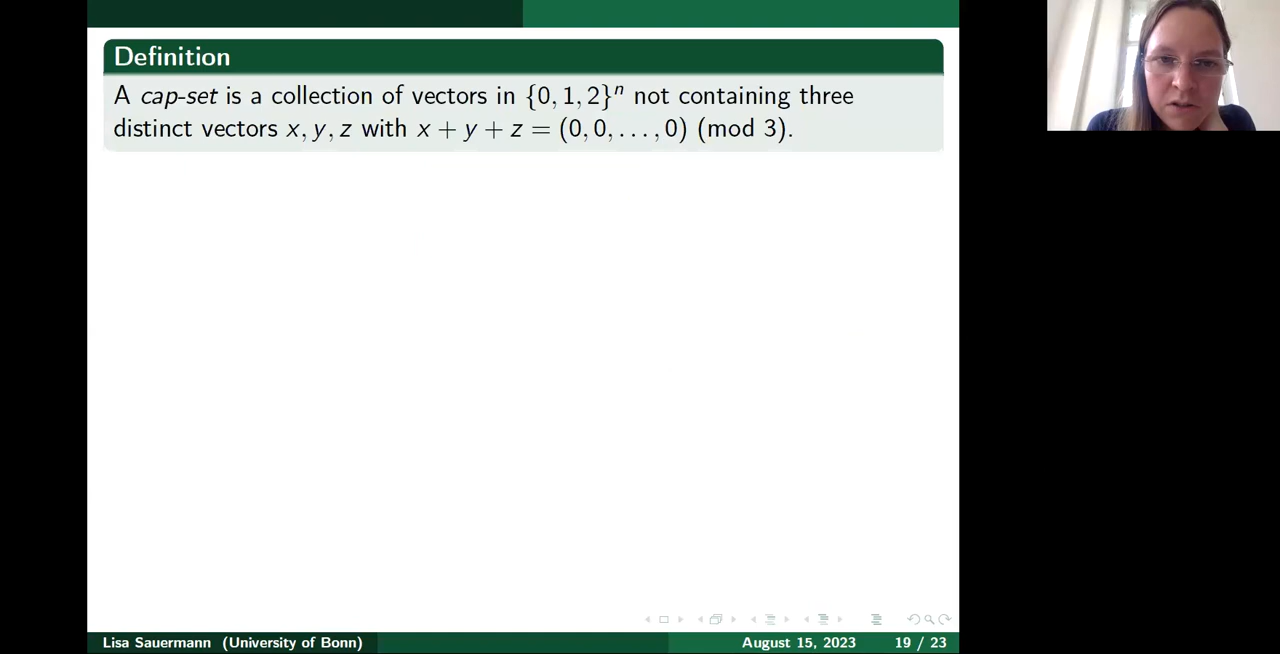 Definition
A cap-set is a collection of vectors in {0, 1, 2}ⁿ not containing three
distinct vectors x, y, z with x + y + z = (0, 0, . . . , 0) (mod 3).
Lisa Sauermann (University of Bonn) August 15, 2023 19 / 23